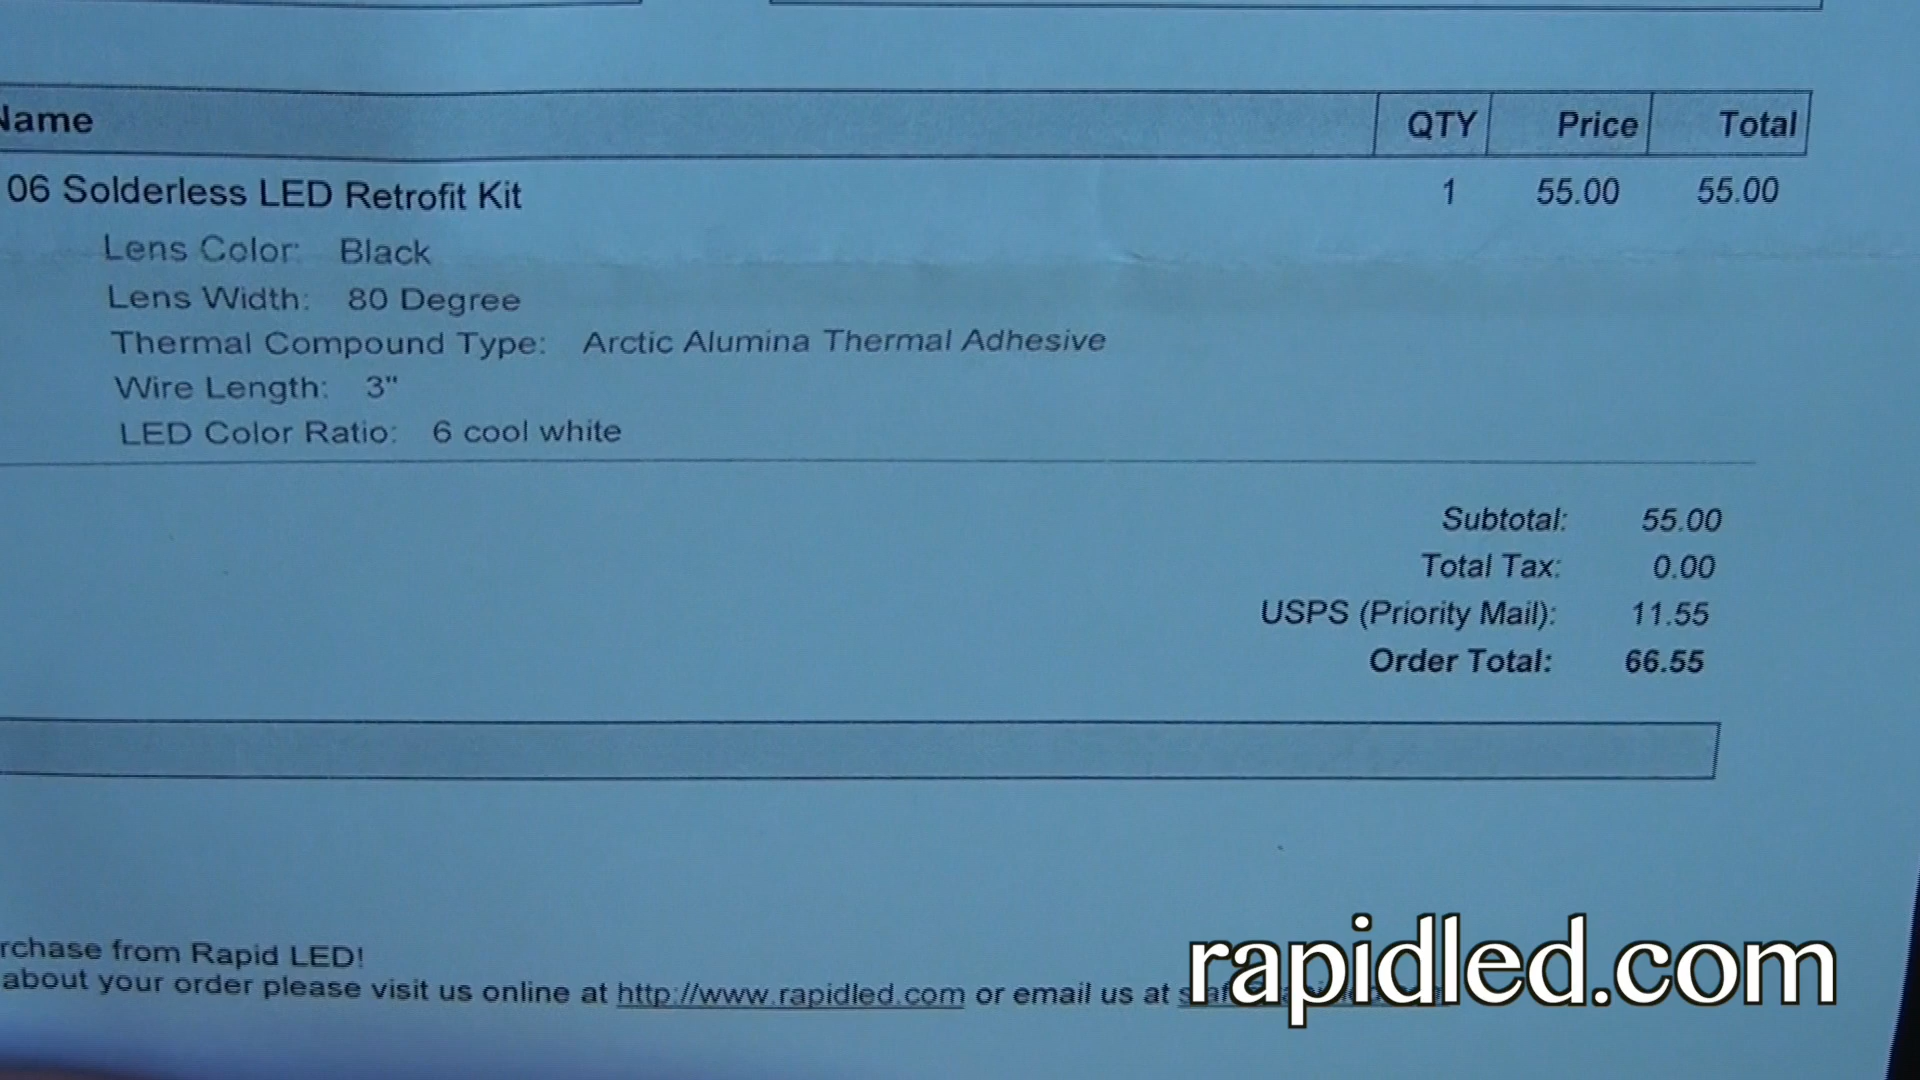 Name QTY Price Total
06 Solderless LED Retrofit Kit 1 55.00 55.00
Lens Color: Black
Lens Width: 80 Degree
Thermal Compound Type: Arctic Alumina Thermal Adhesive
Wire Length: 3"
LED Color Ratio: 6 cool white
Subtotal: 55.00
Total Tax: 0.00
USPS (Priority Mail): 11.55
Order Total: 66.55
rchase from Rapid LED!
about your order please visit us online at http://www.rapidled.com or email us at
rapidled.com